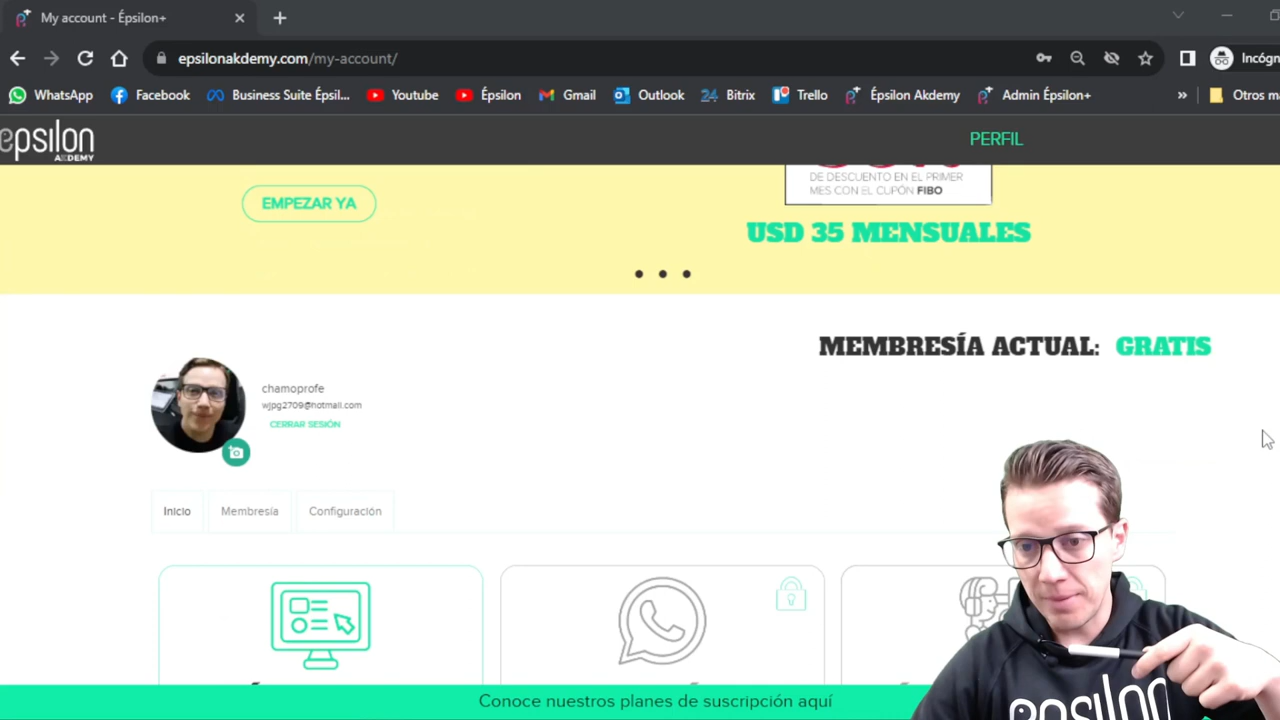 My account - Épsilon+
epsilonakdemy.com/my-account/
Incógn
WhatsApp
Facebook
Business Suite Épsil...
Youtube
Épsilon
Gmail
Outlook
24 Bitrix
Trello
Épsilon Akdemy
Admin Épsilon+
»
Otros ma
epsilon
AKDEMY
PERFIL
EMPEZAR YA
DE DESCUENTO EN EL PRIMER
MES CON EL CUPÓN FIBO
USD 35 MENSUALES
MEMBRESÍA ACTUAL: GRATIS
chamoprofe
wjpg2709@hotmail.com
CERRAR SESIÓN
Inicio
Membresía
Configuración
Conoce nuestros planes de suscripción aquí
epsilon